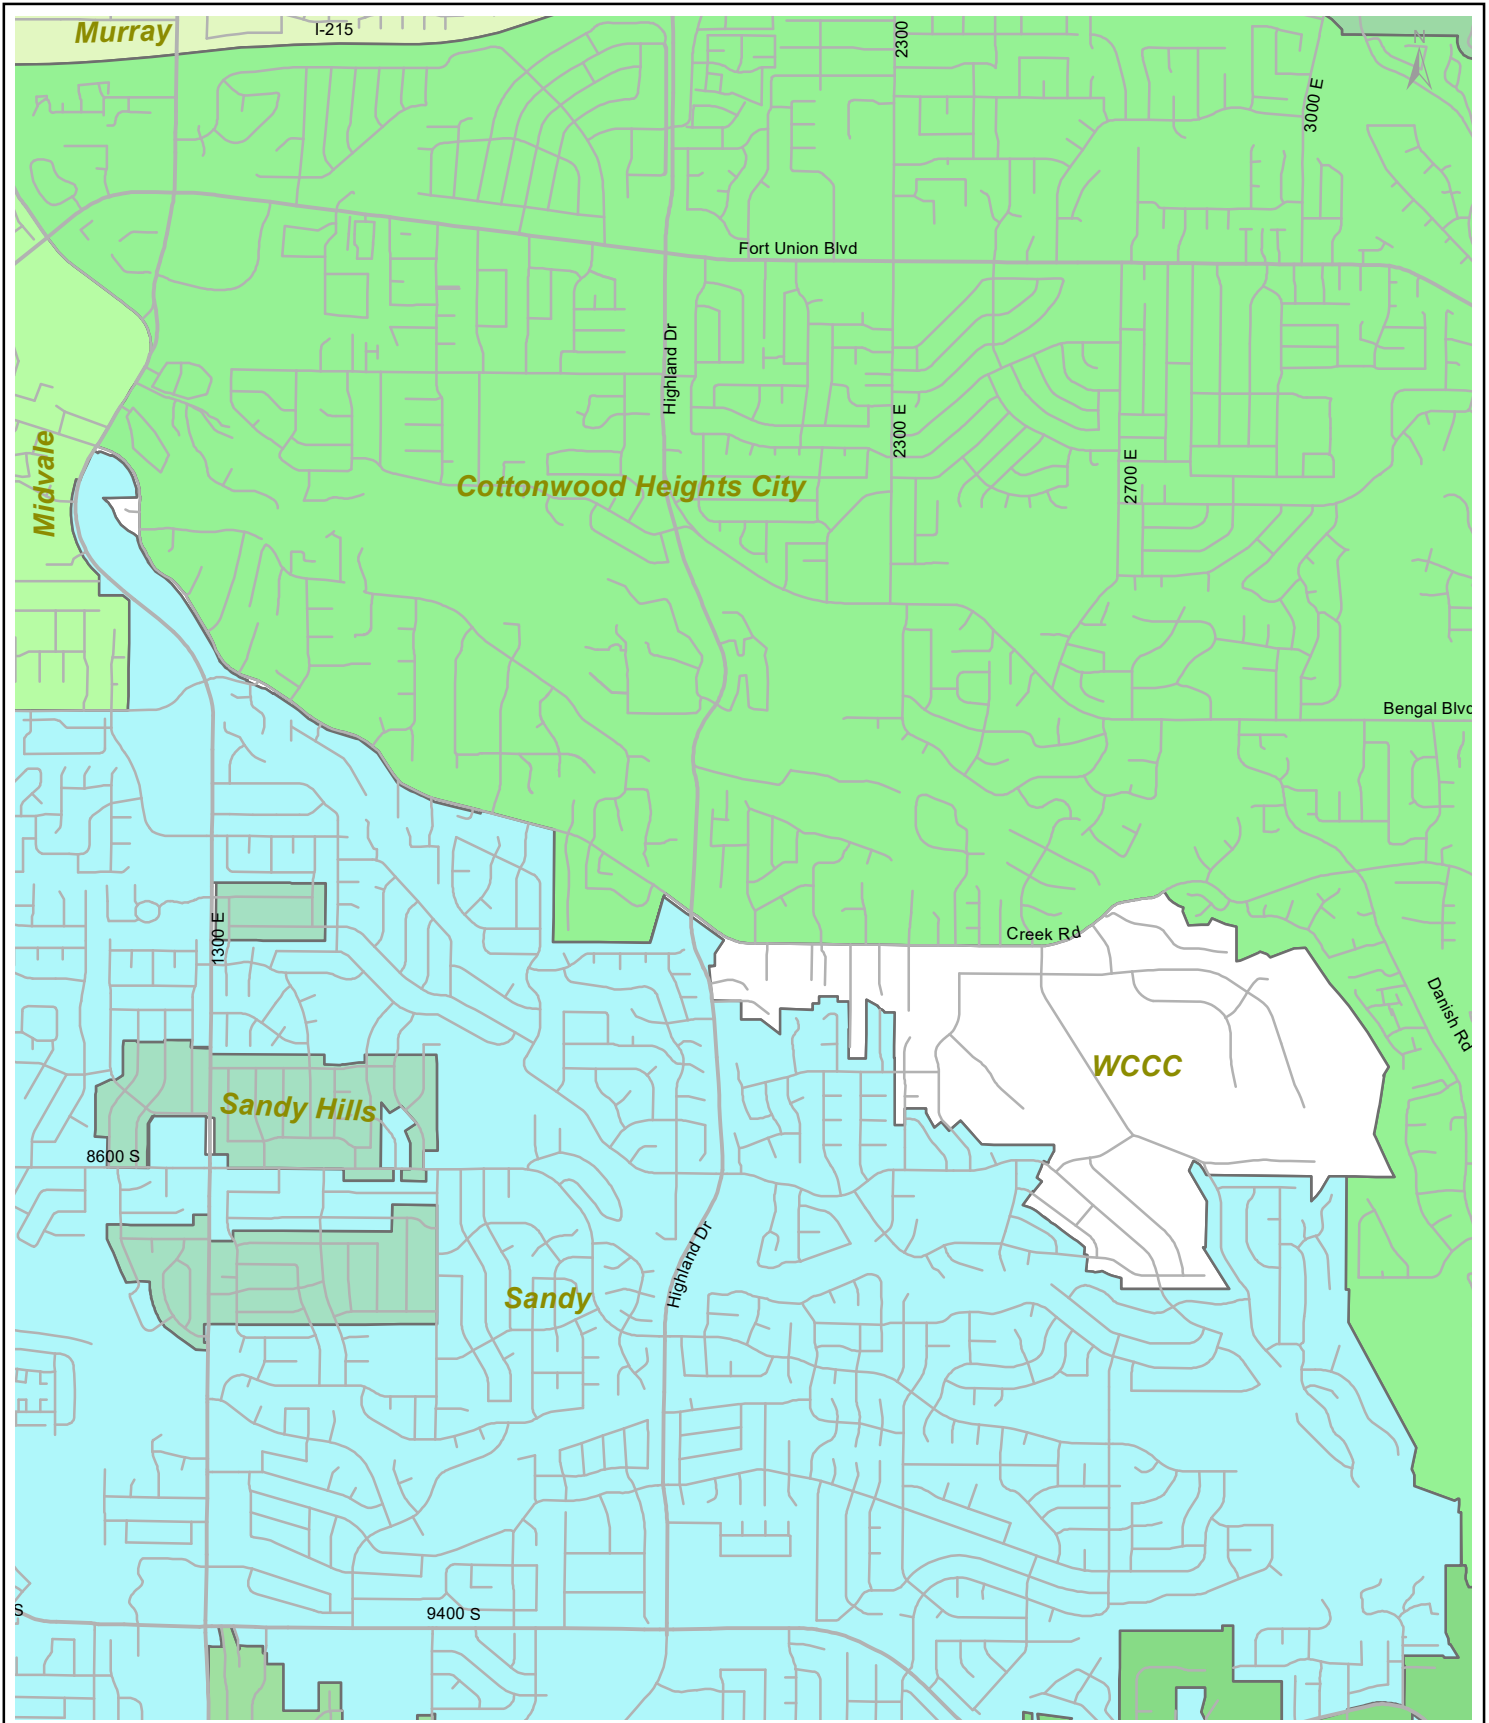 Murray
I-215
2300
N
3000 E
Fort Union Blvd
Highland Dr
2300 E
2700 E
Midvale
Cottonwood Heights City
Bengal Blvd
1300 E
Creek Rd
Danish Rd
WCCC
Sandy Hills
8600 S
Highland Dr
Sandy
S
9400 S